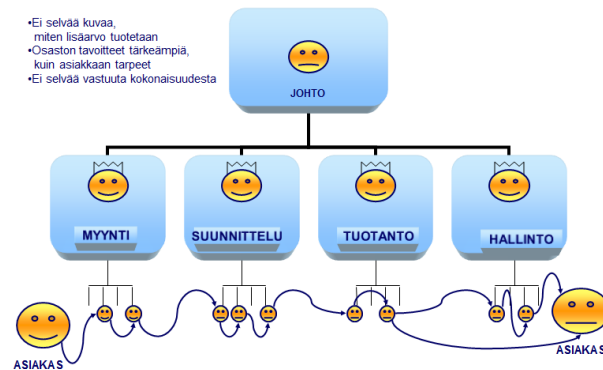 •Ei selvää kuvaa,
miten lisäarvo tuotetaan
•Osaston tavoitteet tärkeämpiä,
kuin asiakkaan tarpeet
•Ei selvää vastuuta kokonaisuudesta
JOHTO
MYYNTI
SUUNNITTELU
TUOTANTO
HALLINTO
ASIAKAS
ASIAKAS